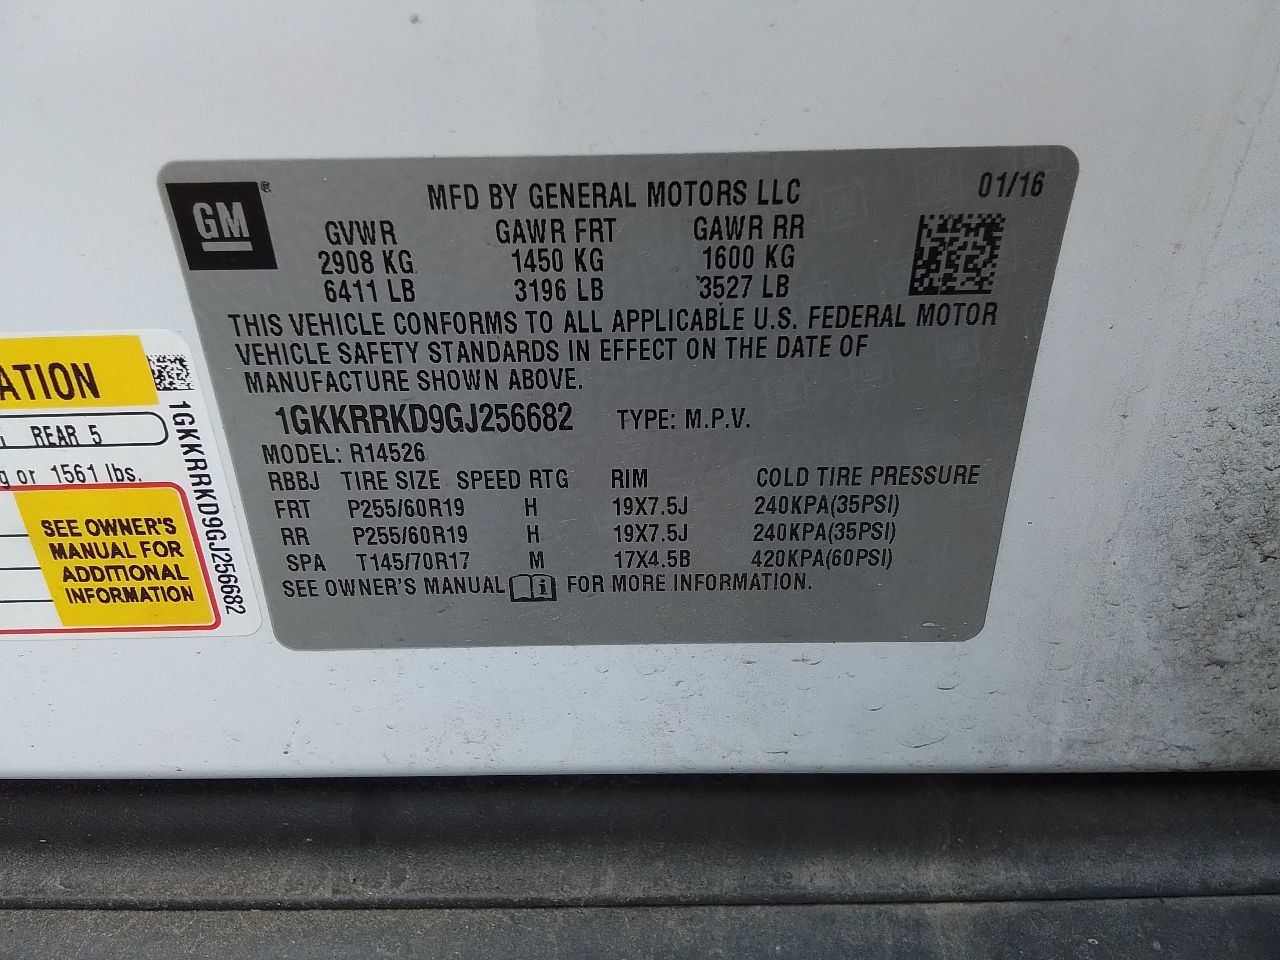 GM
®
MFD BY GENERAL MOTORS LLC
01/16
GVWR GAWR FRT GAWR RR
2908 KG 1450 KG 1600 KG
6411 LB 3196 LB 3527 LB
THIS VEHICLE CONFORMS TO ALL APPLICABLE U.S. FEDERAL MOTOR
VEHICLE SAFETY STANDARDS IN EFFECT ON THE DATE OF
MANUFACTURE SHOWN ABOVE.
1GKKRRKD9GJ256682 TYPE: M.P.V.
MODEL: R14526
RBBJ TIRE SIZE SPEED RTG RIM COLD TIRE PRESSURE
FRT P255/60R19 H 19X7.5J 240KPA(35PSI)
RR P255/60R19 H 19X7.5J 240KPA(35PSI)
SPA T145/70R17 M 17X4.5B 420KPA(60PSI)
SEE OWNER'S MANUAL FOR MORE INFORMATION.
ATION
REAR 5
g or 1561 lbs.
SEE OWNER'S
MANUAL FOR
ADDITIONAL
INFORMATION
1GKKRRKD9GJ256682